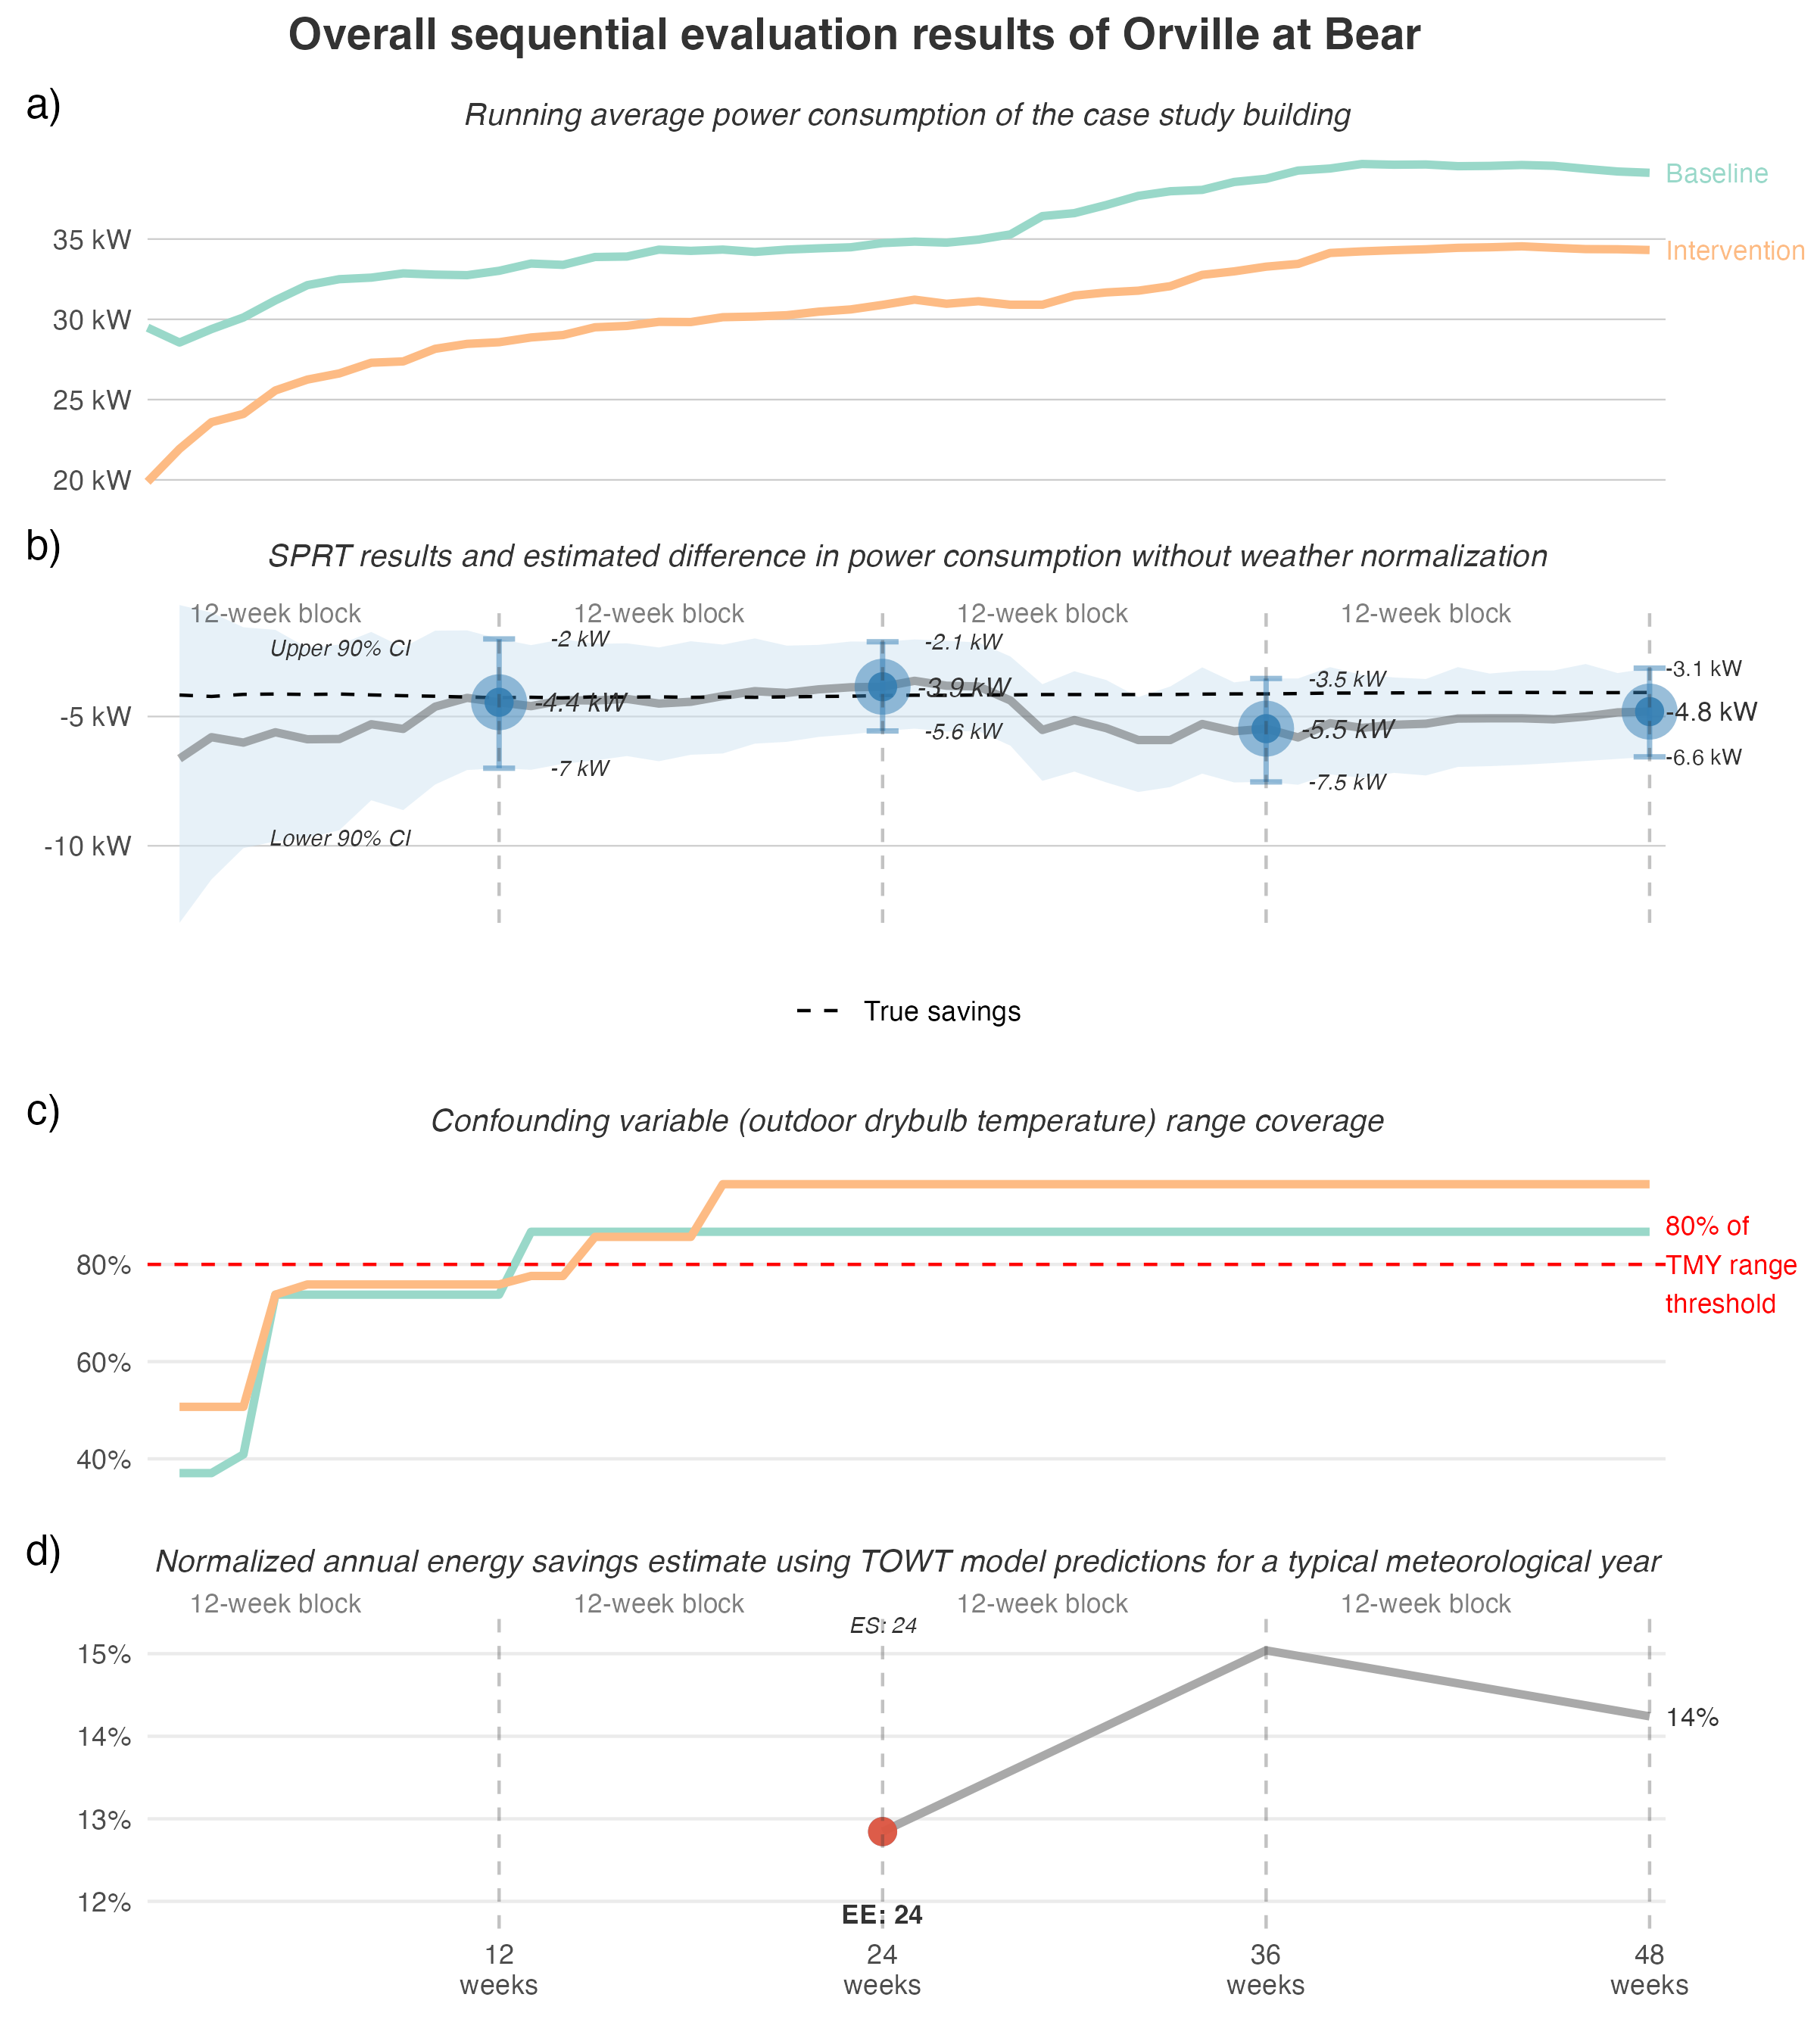 Overall sequential evaluation results of Orville at Bear
a)
Running average power consumption of the case study building
Baseline
35 kW
Intervention
30 kW
25 kW
20 kW
b)
SPRT results and estimated difference in power consumption without weather normalization
12-week block 12-week block 12-week block 12-week block
Upper 90% CI
-2 kW
-2.1 kW
-3.5 kW
-3.1 kW
-4.4 kW
-3.9 kW
-5.5 kW
-4.8 kW
-5 kW
-7 kW
-5.6 kW
-7.5 kW
-6.6 kW
Lower 90% CI
-10 kW
True savings
c)
Confounding variable (outdoor drybulb temperature) range coverage
80% of
TMY range
threshold
80%
60%
40%
d)
Normalized annual energy savings estimate using TOWT model predictions for a typical meteorological year
12-week block 12-week block 12-week block 12-week block
ES: 24
15%
14%
14%
13%
12%
EE: 24
12
weeks
24
weeks
36
weeks
48
weeks